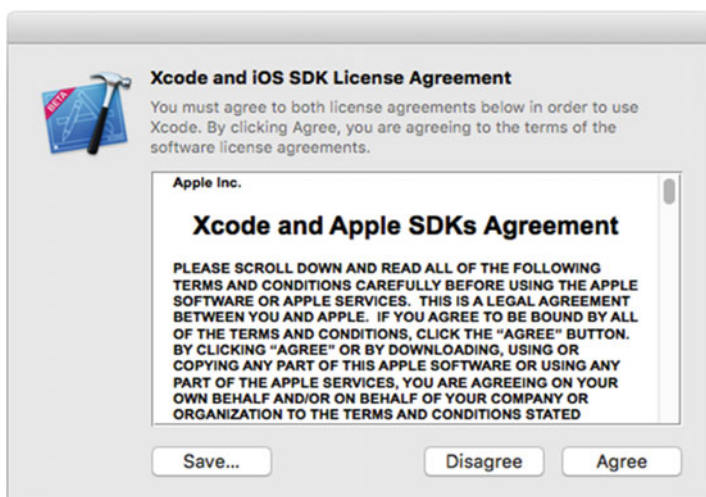 BETA
Xcode and iOS SDK License Agreement
You must agree to both license agreements below in order to use
Xcode. By clicking Agree, you are agreeing to the terms of the
software license agreements.
Apple Inc.
Xcode and Apple SDKs Agreement
PLEASE SCROLL DOWN AND READ ALL OF THE FOLLOWING
TERMS AND CONDITIONS CAREFULLY BEFORE USING THE APPLE
SOFTWARE OR APPLE SERVICES.  THIS IS A LEGAL AGREEMENT
BETWEEN YOU AND APPLE.  IF YOU AGREE TO BE BOUND BY ALL
OF THE TERMS AND CONDITIONS, CLICK THE “AGREE” BUTTON.
BY CLICKING “AGREE” OR BY DOWNLOADING, USING OR
COPYING ANY PART OF THIS APPLE SOFTWARE OR USING ANY
PART OF THE APPLE SERVICES, YOU ARE AGREEING ON YOUR
OWN BEHALF AND/OR ON BEHALF OF YOUR COMPANY OR
ORGANIZATION TO THE TERMS AND CONDITIONS STATED
Save... Disagree Agree